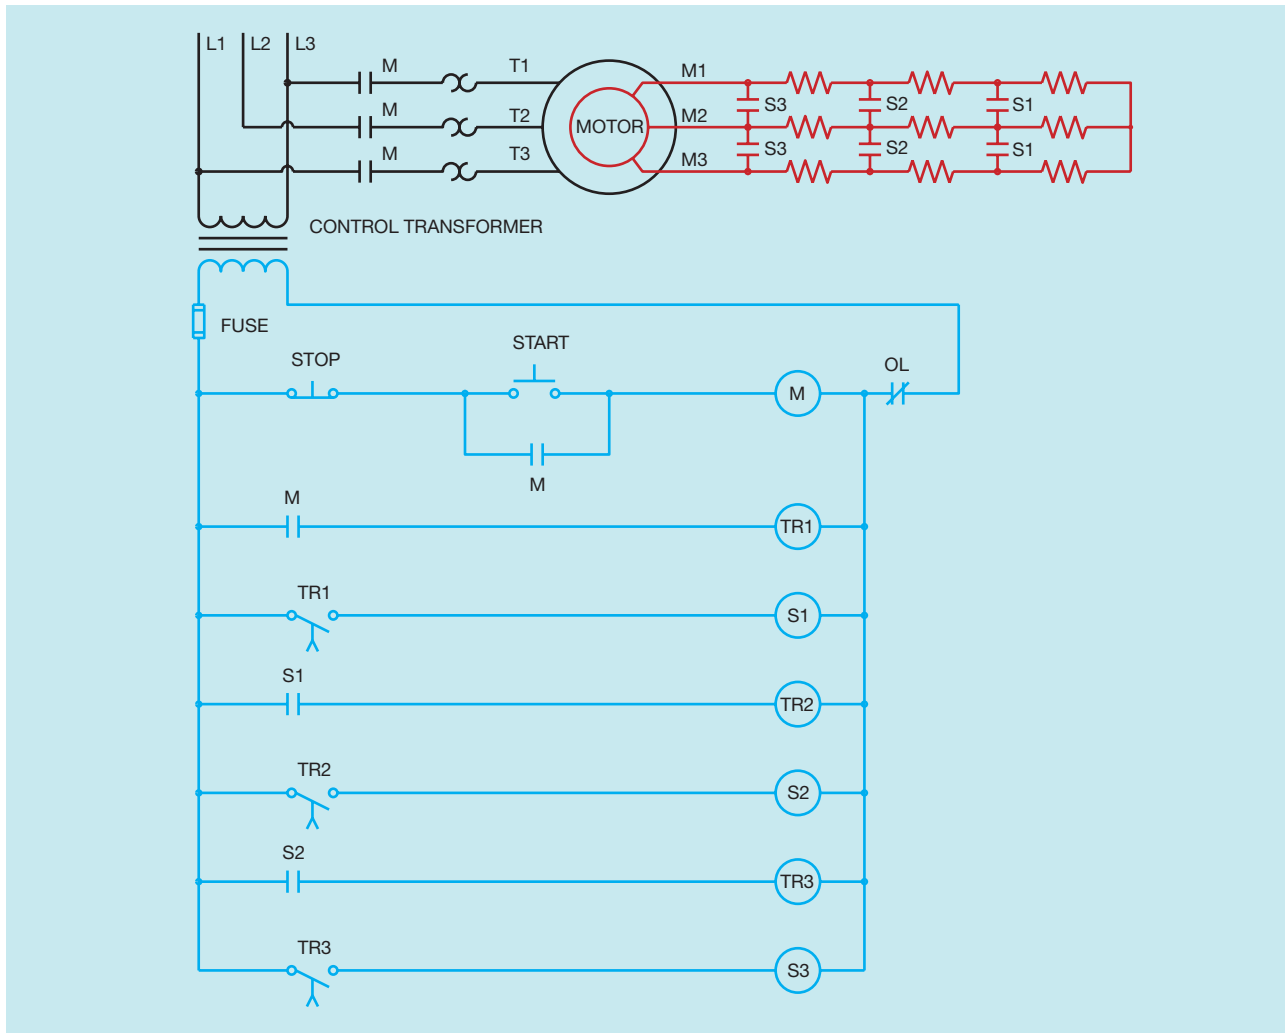 L1 L2 L3
M T1 M1
S3 S2 S1
M T2 MOTOR M2
S3 S2 S1
M T3 M3
CONTROL TRANSFORMER
FUSE
START
STOP
OL
M
M
M
TR1
TR1
S1
S1
TR2
TR2
S2
S2
TR3
TR3
S3